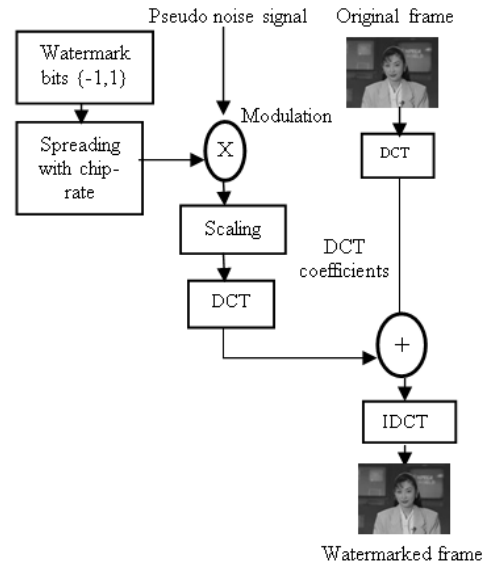 Pseudo noise signal
Original frame
Watermark
bits {-1,1}
Modulation
Spreading
with chip-
rate
X
DCT
Scaling
DCT
coefficients
DCT
+
IDCT
Watermarked frame